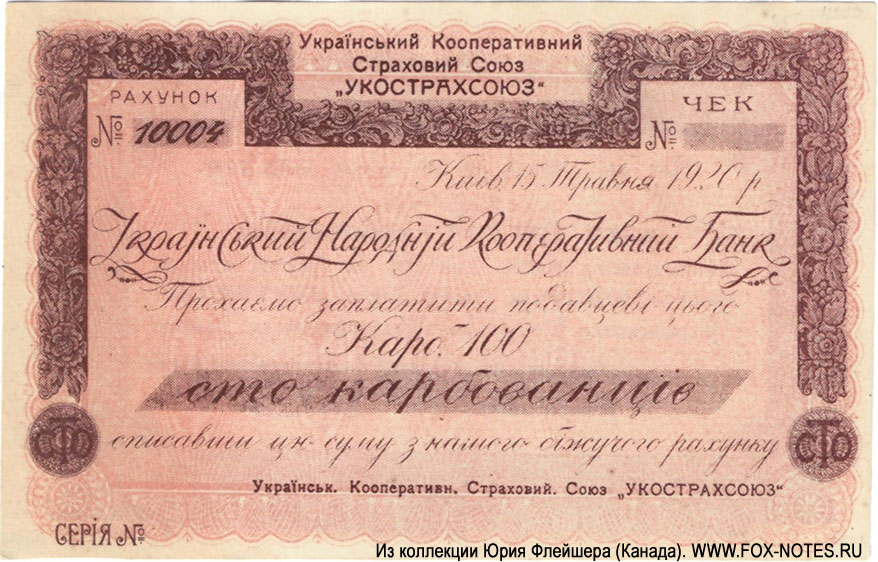 Український Кооперативний
Страховий Союз
„УКОСТРАХСОЮЗ“
РАХУНОК
№ 10004
ЧЕК
№
Київ, 15 Травня 1920 р
Український Народній Кооперативний Банк
Прохаємо заплатити подавцеві цього
Карб. 100
сто карбованців
СТО
СТО
списавши цю суму з нашого біжучого рахунку
Українськ. Кооперативн. Страховий. Союз „УКОСТРАХСОЮЗ“
СЕРІЯ №
Из коллекции Юрия Флейшера (Канада). WWW.FOX-NOTES.RU